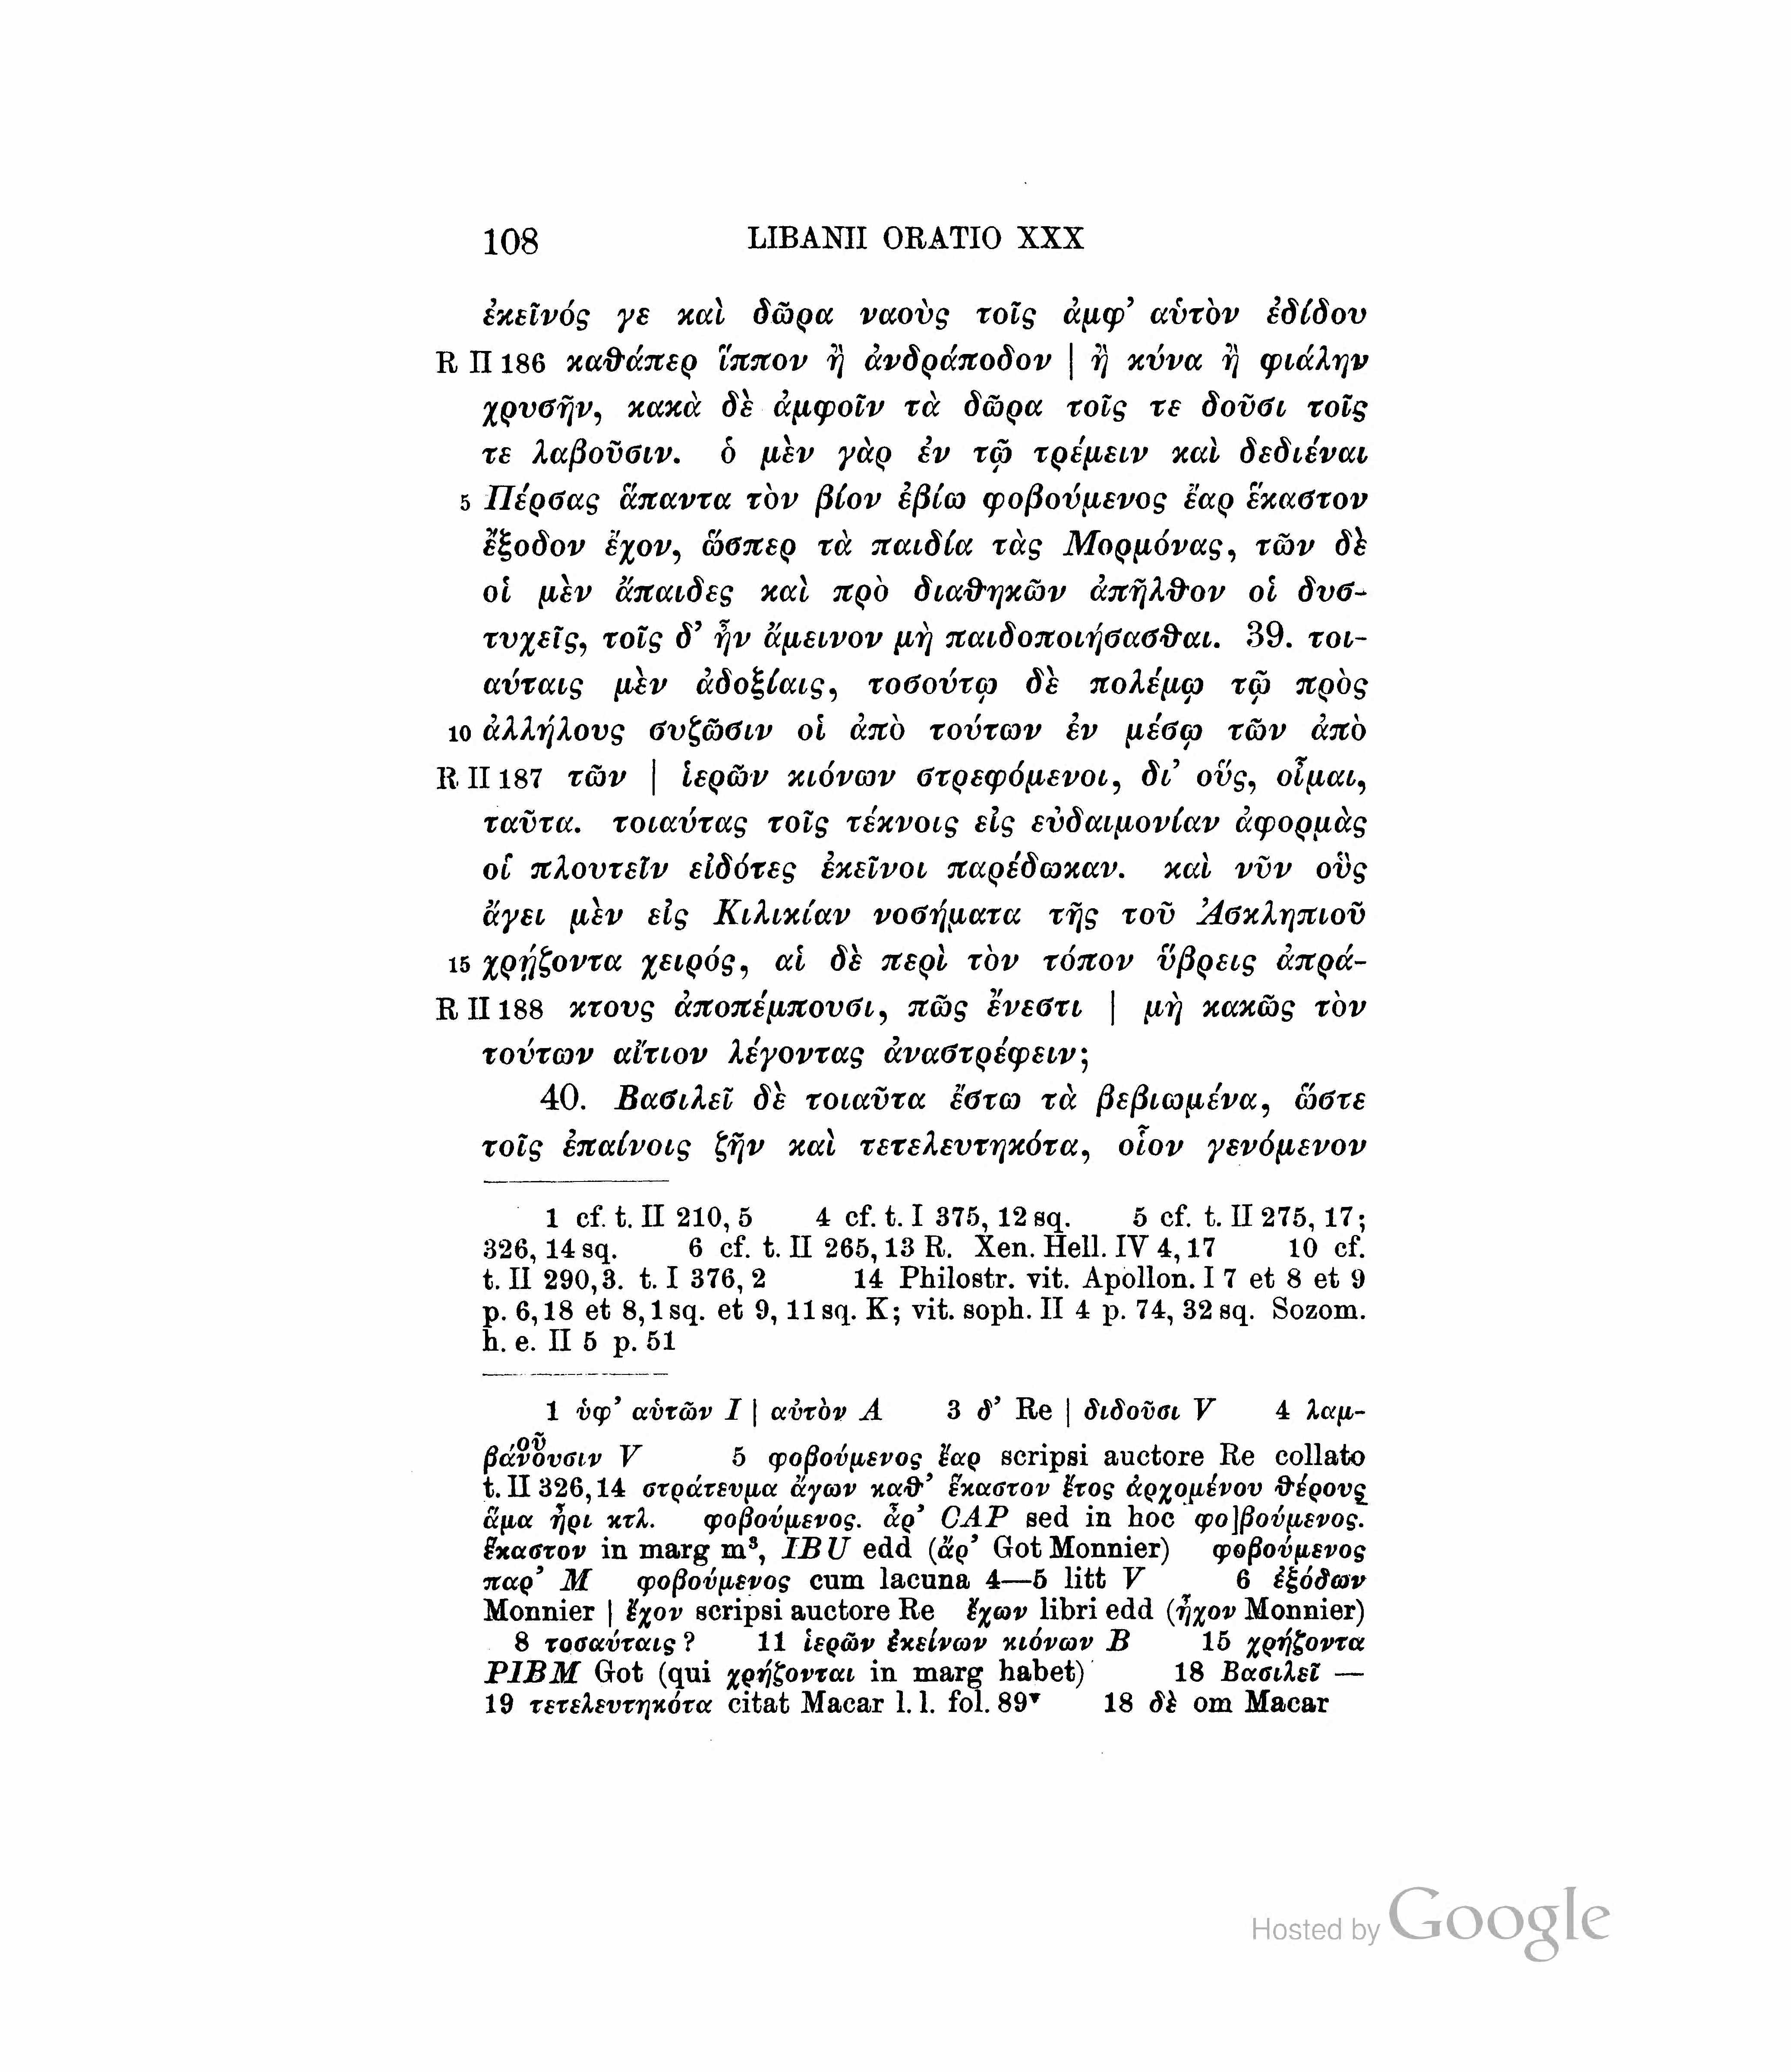 108 LIBANII ORATIO XXX
ἐκεῖνός γε καὶ δῶρα ναοὺς τοῖς ἀμφ’ αὑτὸν ἐδίδου
R II 186 καθάπερ ἵππον ἢ ἀνδράποδον | ἢ κύνα ἢ φιάλην
χρυσῆν, κακὰ δὲ ἀμφοῖν τὰ δῶρα τοῖς τε δοῦσι τοῖς
τε λαβοῦσιν. ὁ μὲν γὰρ ἐν τῷ τρέμειν καὶ δεδιέναι
5 Πέρσας ἅπαντα τὸν βίον ἐβίω φοβούμενος ἔαρ ἕκαστον
ἔξοδον ἔχον, ὥσπερ τὰ παιδία τὰς Μορμόνας, τῶν δὲ
οἱ μὲν ἄπαιδες καὶ πρὸ διαθηκῶν ἀπῆλθον οἱ δυσ-
τυχεῖς, τοῖς δ’ ἦν ἄμεινον μὴ παιδοποιήσασθαι. 39. τοι-
αύταις μὲν ἀδοξίαις, τοσούτῳ δὲ πολέμῳ τῷ πρὸς
10 ἀλλήλους συζῶσιν οἱ ἀπὸ τούτων ἐν μέσῳ τῶν ἀπὸ
R II 187 τῶν | ἱερῶν κιόνων στρεφόμενοι, δι’ οὕς, οἶμαι,
ταῦτα. τοιαύτας τοῖς τέκνοις εἰς εὐδαιμονίαν ἀφορμὰς
οἱ πλουτεῖν εἰδότες ἐκεῖνοι παρέδωκαν. καὶ νῦν οὓς
ἄγει μὲν εἰς Κιλικίαν νοσήματα τῆς τοῦ Ἀσκληπιοῦ
15 χρῄζοντα χειρός, αἱ δὲ περὶ τὸν τόπον ὕβρεις ἀπρά-
R II 188 κτους ἀποπέμπουσι, πῶς ἔνεστι | μὴ κακῶς τὸν
τούτων αἴτιον λέγοντας ἀναστρέφειν;
40. Βασιλεῖ δὲ τοιαῦτα ἔστω τὰ βεβιωμένα, ὥστε
τοῖς ἐπαίνοις ζῆν καὶ τετελευτηκότα, οἷον γενόμενον
1 cf. t. II 210, 5 4 cf. t. I 375, 12 sq. 5 cf. t. II 275, 17;
326, 14 sq. 6 cf. t. II 265, 13 R. Xen. Hell. IV 4, 17 10 cf.
t. II 290, 3. t. I 376, 2 14 Philostr. vit. Apollon. I 7 et 8 et 9
p. 6, 18 et 8, 1 sq. et 9, 11 sq. K; vit. soph. II 4 p. 74, 32 sq. Sozom.
h. e. II 5 p. 51
1 ὑφ’ αὑτῶν I | αὐτὸν A 3 δ’ Re | διδοῦσι V 4 λαμ-
οῦ
βάνουσιν V 5 φοβούμενος ἔαρ scripsi auctore Re collato
t. II 326, 14 στράτευμα ἄγων καθ’ ἕκαστον ἔτος ἀρχομένου θέρους
ἅμα ἦρι κτλ. φοβούμενος. ἆρ’ CAP sed in hoc φο]βούμενος.
ἕκαστον in marg m³, IBU edd (ἄρ’ Got Monnier) φοβούμενος
παρ’ M φοβούμενος cum lacuna 4—5 litt V 6 ἐξόδων
Monnier | ἔχον scripsi auctore Re ἔχων libri edd (ἦχον Monnier)
8 τοσαύταις? 11 ἱερῶν ἐκείνων κιόνων B 15 χρήζοντα
PIBM Got (qui χρήζονται in marg habet) 18 Βασιλεῖ —
19 τετελευτηκότα citat Macar l. l. fol. 89ᵛ 18 δὲ om Macar
Hosted by Google